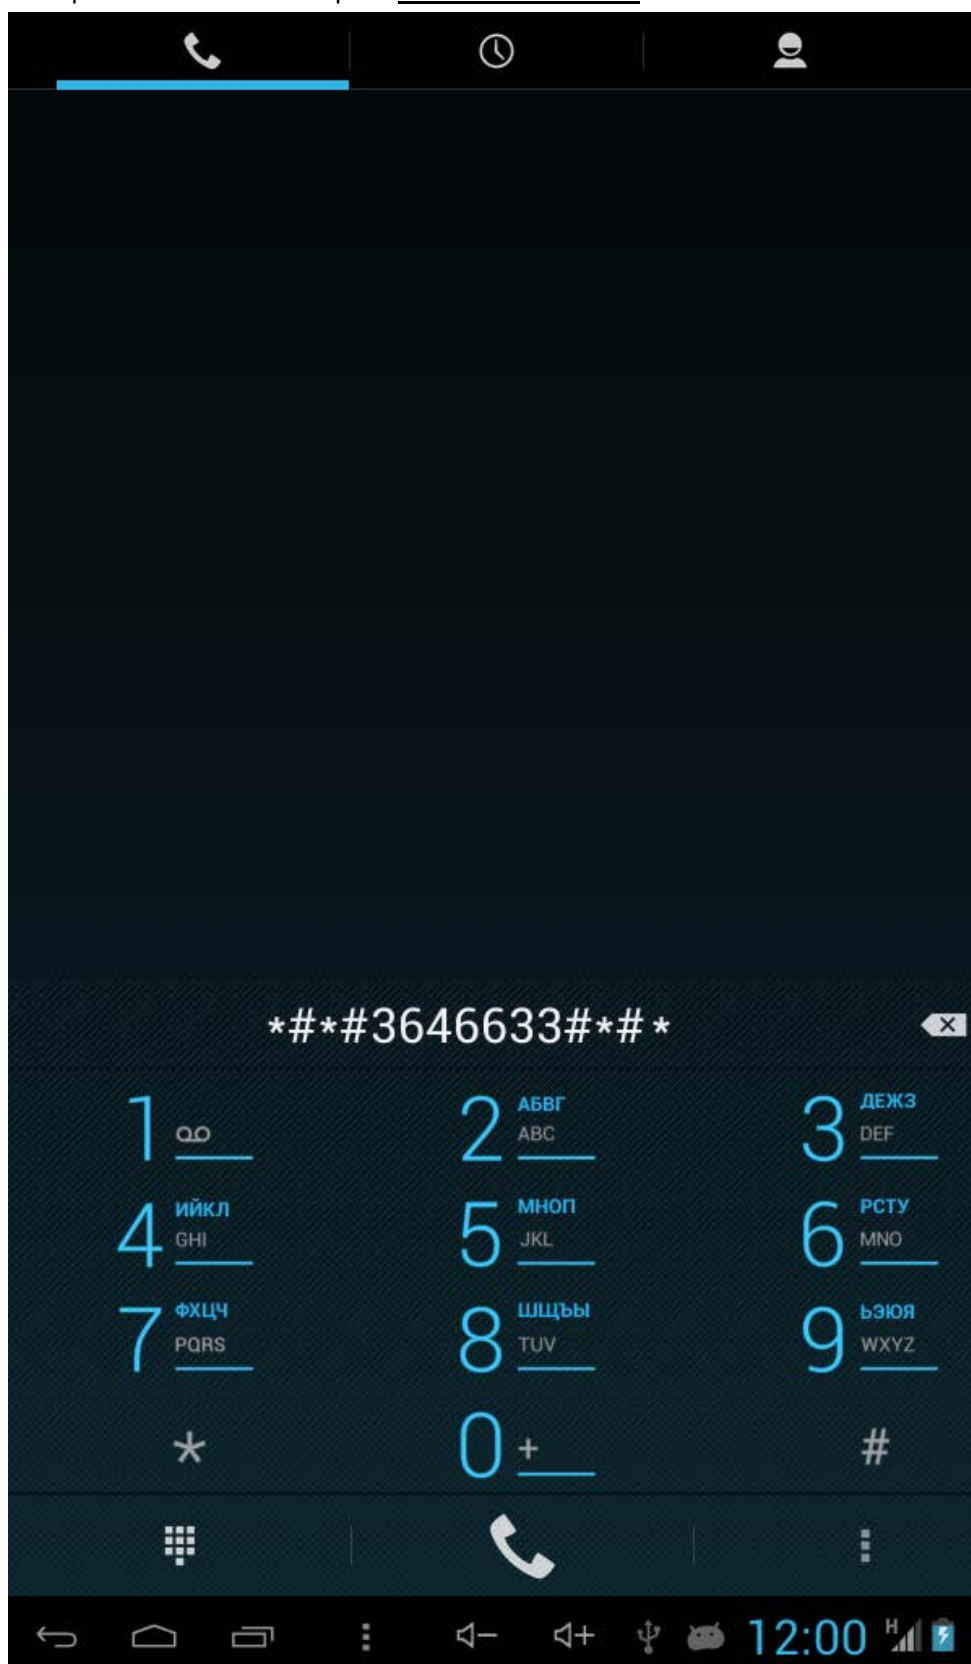 *#*#3646633#*#*
1
2 АБВГ ABC
3 ДЕЖЗ DEF
4 ИЙКЛ GHI
5 МНОП JKL
6 РСТУ MNO
7 ФХЦЧ PQRS
8 ШЩЪЫ TUV
9 ЬЭЮЯ WXYZ
* 0 + #
12:00 H